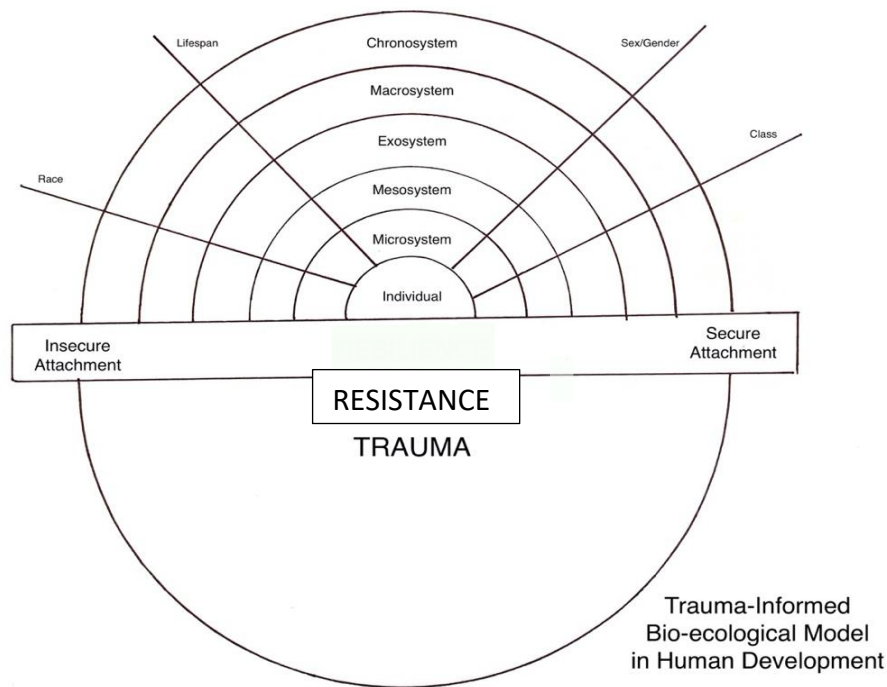 Lifespan
Chronosystem
Sex/Gender
Macrosystem
Class
Exosystem
Race
Mesosystem
Microsystem
Individual
Insecure
Attachment
Secure
Attachment
RESISTANCE
TRAUMA
Trauma-Informed
Bio-ecological Model
in Human Development